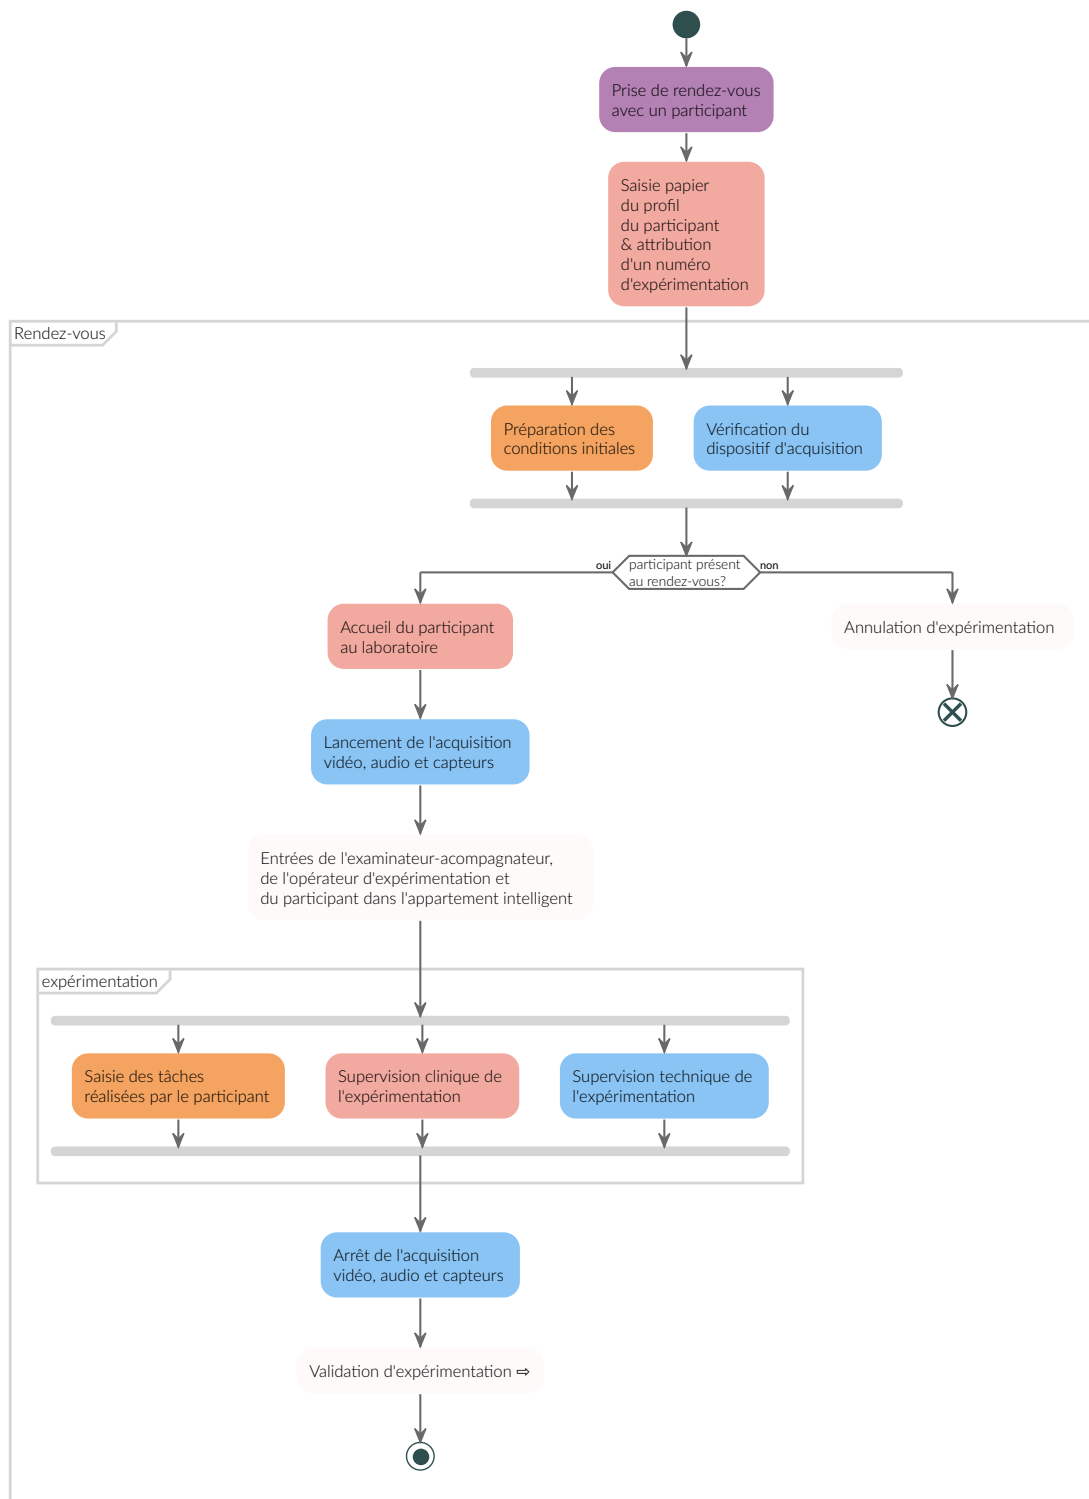 Prise de rendez-vous
avec un participant
Saisie papier
du profil
du participant
& attribution
d'un numéro
d'expérimentation
Rendez-vous
Préparation des
conditions initiales
Vérification du
dispositif d'acquisition
oui
participant présent
au rendez-vous?
non
Accueil du participant
au laboratoire
Annulation d'expérimentation
Lancement de l'acquisition
vidéo, audio et capteurs
Entrées de l'examinateur-acompagnateur,
de l'opérateur d'expérimentation et
du participant dans l'appartement intelligent
expérimentation
Saisie des tâches
réalisées par le participant
Supervision clinique de
l'expérimentation
Supervision technique de
l'expérimentation
Arrêt de l'acquisition
vidéo, audio et capteurs
Validation d'expérimentation ⇨